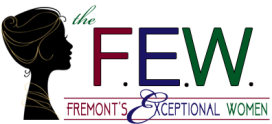 the
F.E.W.
FREMONT'S EXCEPTIONAL WOMEN